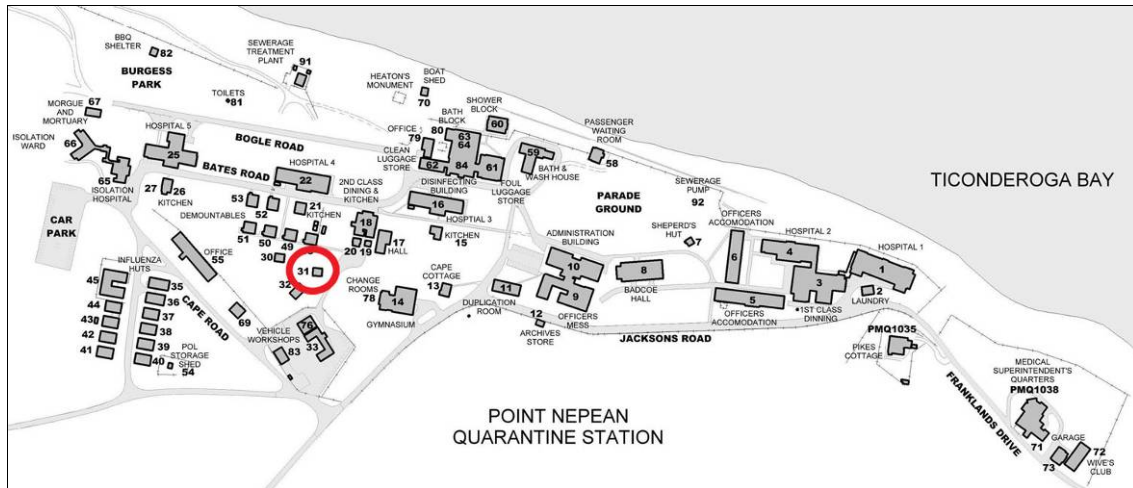 BBQ
SHELTER
82
BURGESS
PARK
SEWERAGE
TREATMENT
PLANT
91
TOILETS
81
HEATON'S
MONUMENT
BOAT
SHED
70
SHOWER
BLOCK
60
BATH
BLOCK
80
63
64
OFFICE
79
CLEAN
LUGGAGE
STORE
62
84
61
DISINFECTING
BUILDING
FOUL
LUGGAGE
STORE
59
BATH &
WASH HOUSE
PASSENGER
WAITING
ROOM
58
TICONDEROGA BAY
67
MORGUE
AND
MORTUARY
ISOLATION
WARD
66
65
ISOLATION
HOSPITAL
HOSPITAL 5
25
BOGLE ROAD
BATES ROAD
HOSPITAL 4
22
27
26
KITCHEN
2ND CLASS
DINING &
KITCHEN
18
16
HOSPTIAL 3
KITCHEN
15
17
HALL
20
19
53
52
21
KITCHEN
DEMOUNTABLES
51
50
49
30
31
32
CAR
PARK
OFFICE
55
INFLUENZA
HUTS
45
44
43
42
41
35
36
37
38
39
40
POL
STORAGE
SHED
54
CAPE ROAD
69
VEHICLE
WORKSHOPS
76
33
83
CHANGE
ROOMS
78
14
GYMNASIUM
CAPE
COTTAGE
13
PARADE
GROUND
SEWERAGE
PUMP
92
SHEPERD'S
HUT
7
ADMINISTRATION
BUILDING
10
9
OFFICERS
MESS
11
DUPLICATION
ROOM
12
ARCHIVES
STORE
8
BADCOE
HALL
OFFICERS
ACCOMODATION
6
5
OFFICERS
ACCOMODATION
HOSPITAL 2
4
3
1ST CLASS
DINNING
HOSPITAL 1
1
2
LAUNDRY
JACKSONS ROAD
PMQ1035
PIKES
COTTAGE
FRANKLANDS DRIVE
MEDICAL
SUPERINTENDENT'S
QUARTERS
PMQ1038
71
GARAGE
73
72
WIVE'S
CLUB
POINT NEPEAN
QUARANTINE STATION